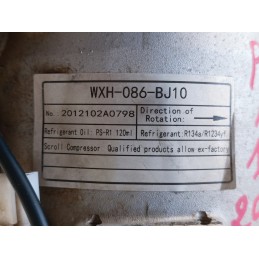 WXH-086-BJ10
No. 2012102A0798 Direction of Rotation:
Refrigerant Oil: PS-R1 120ml Refrigerant:R134a/R1234yf
Scroll Compressor Qualified products allow ex-factory